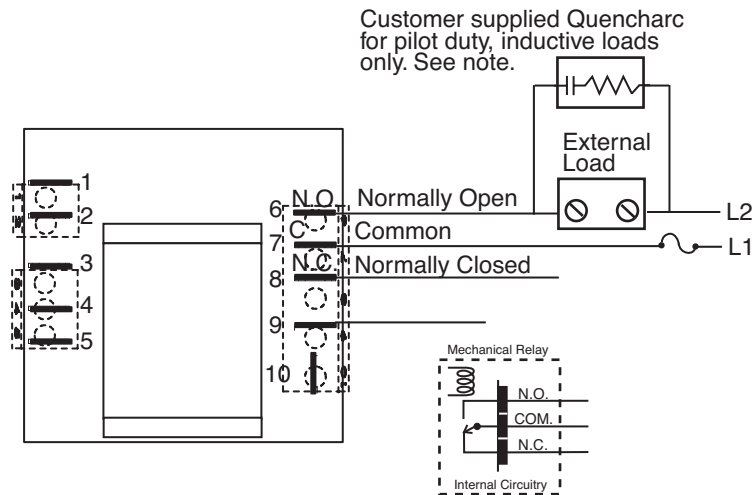 Customer supplied Quencharc
for pilot duty, inductive loads
only. See note.
External
Load
1
2
3
4
5
6 N.O. Normally Open
7 C Common
8 N.C. Normally Closed
9
10
L2
L1
Mechanical Relay
N.O.
COM.
N.C.
Internal Circuitry